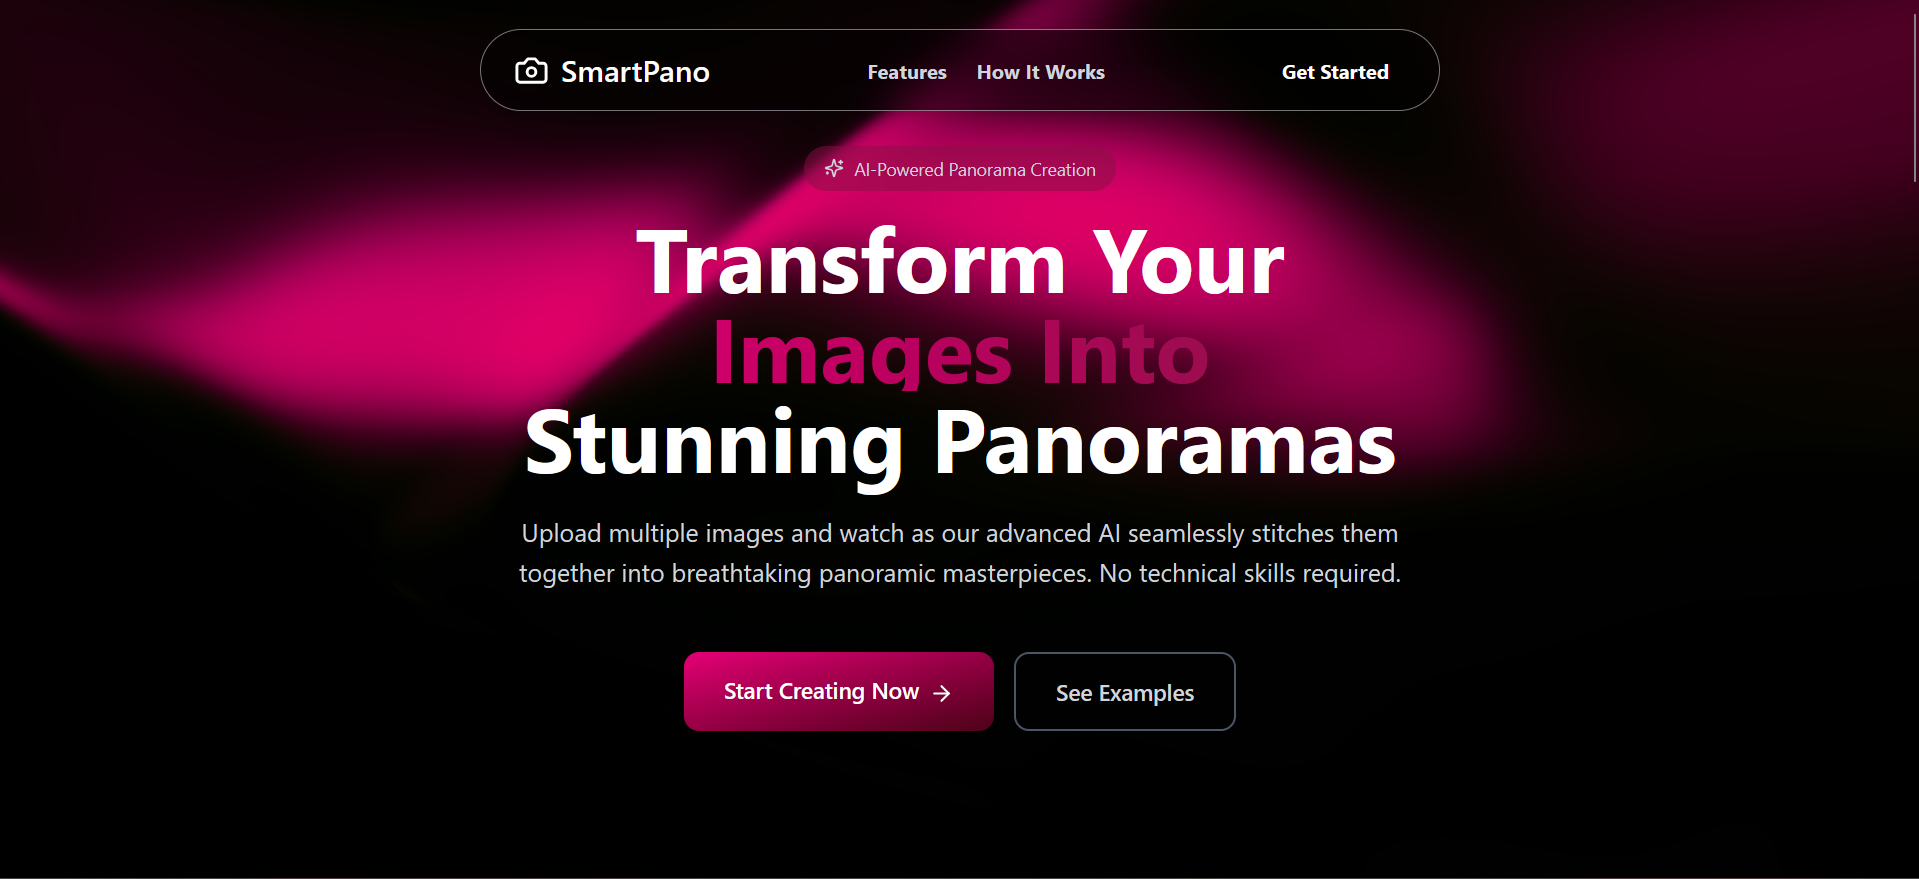 SmartPano
Features
How It Works
Get Started
AI-Powered Panorama Creation
Transform Your
Images Into
Stunning Panoramas
Upload multiple images and watch as our advanced AI seamlessly stitches them
together into breathtaking panoramic masterpieces. No technical skills required.
Start Creating Now →
See Examples